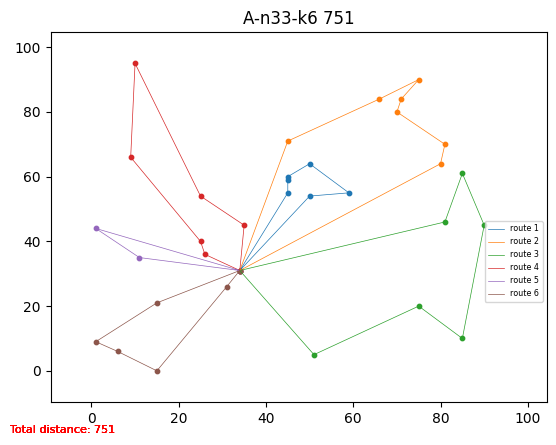 A-n33-k6 751
100
80
60
40
20
0
route 1
route 2
route 3
route 4
route 5
route 6
0 20 40 60 80 100
Total distance: 751